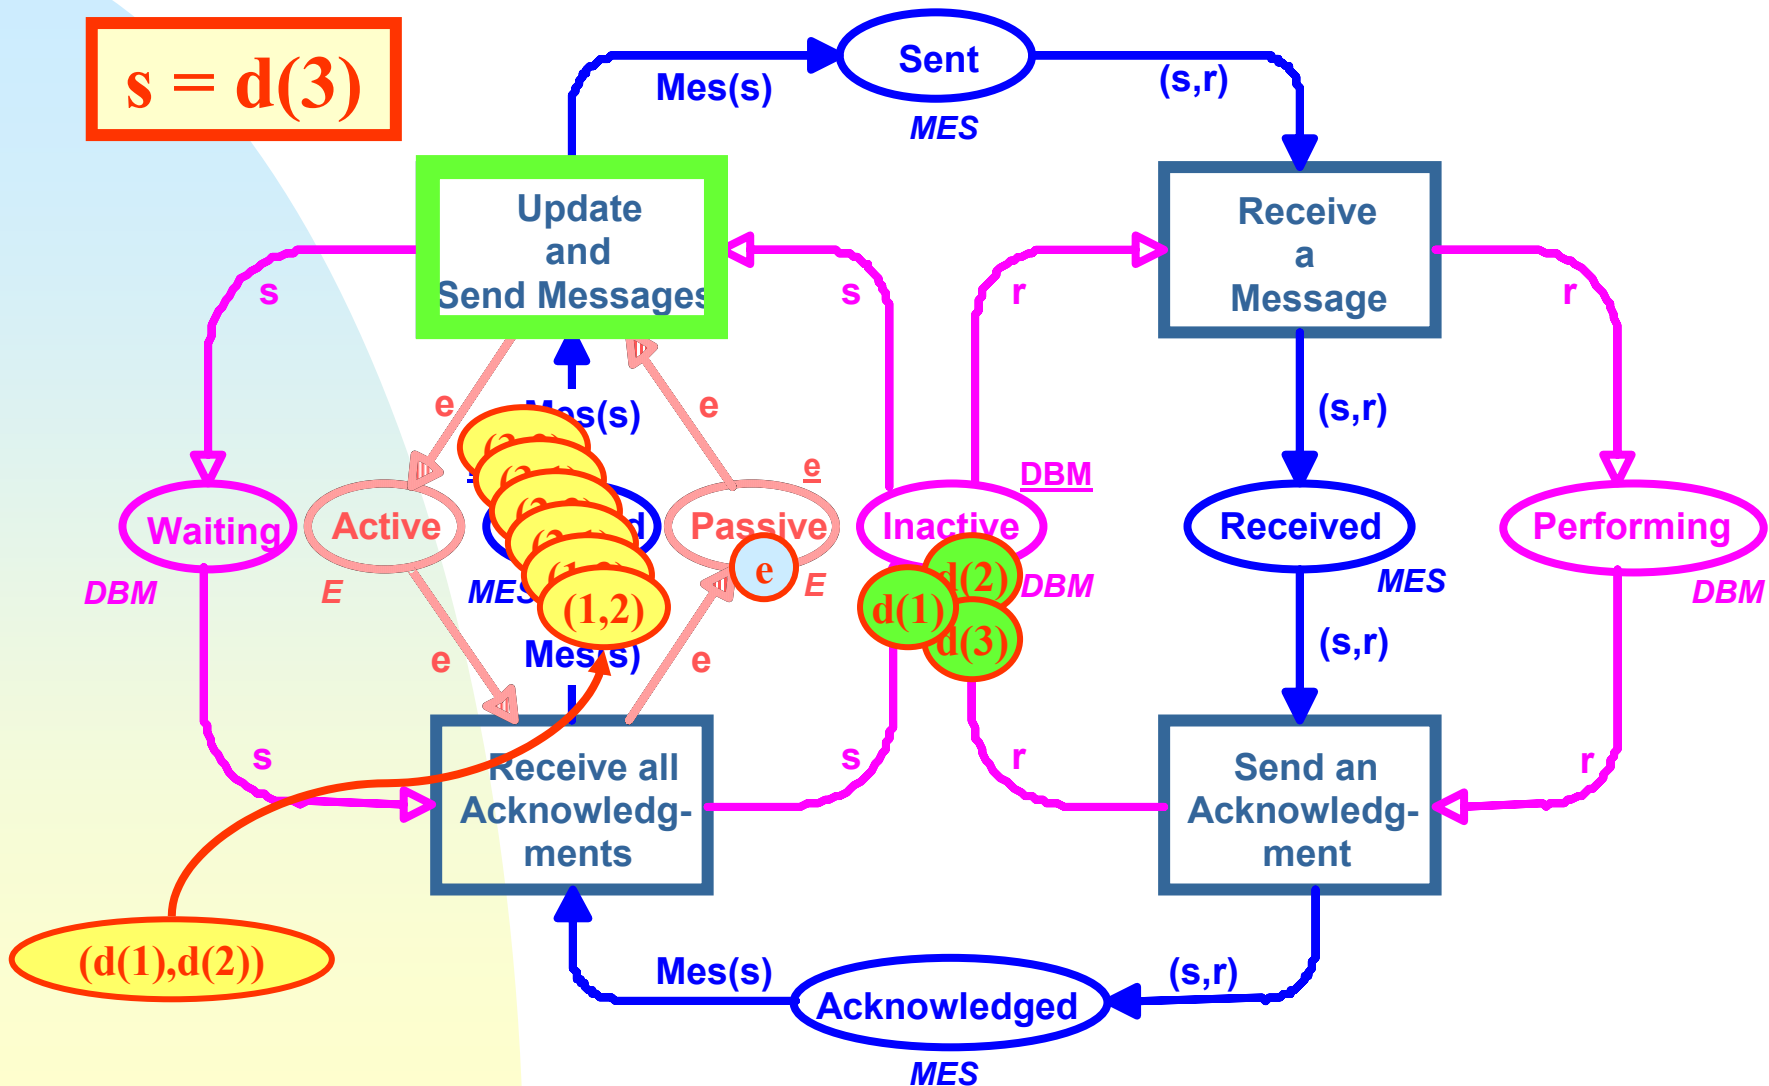 s = d(3)
Sent
Mes(s)
(s,r)
MES
Update
and
Send Messages
Receive
a
Message
s
s
r
r
e
Mes(s)
e
(s,r)
e
DBM
Waiting
Active
Passive
Inactive
Received
Performing
e
d(2)
DBM
E
MES
E
DBM
MES
DBM
(1,2)
d(1)
d(3)
e
Mes(s)
e
(s,r)
s
s
r
r
Receive all
Acknowledg-
ments
Send an
Acknowledg-
ment
(d(1),d(2))
Mes(s)
(s,r)
Acknowledged
MES